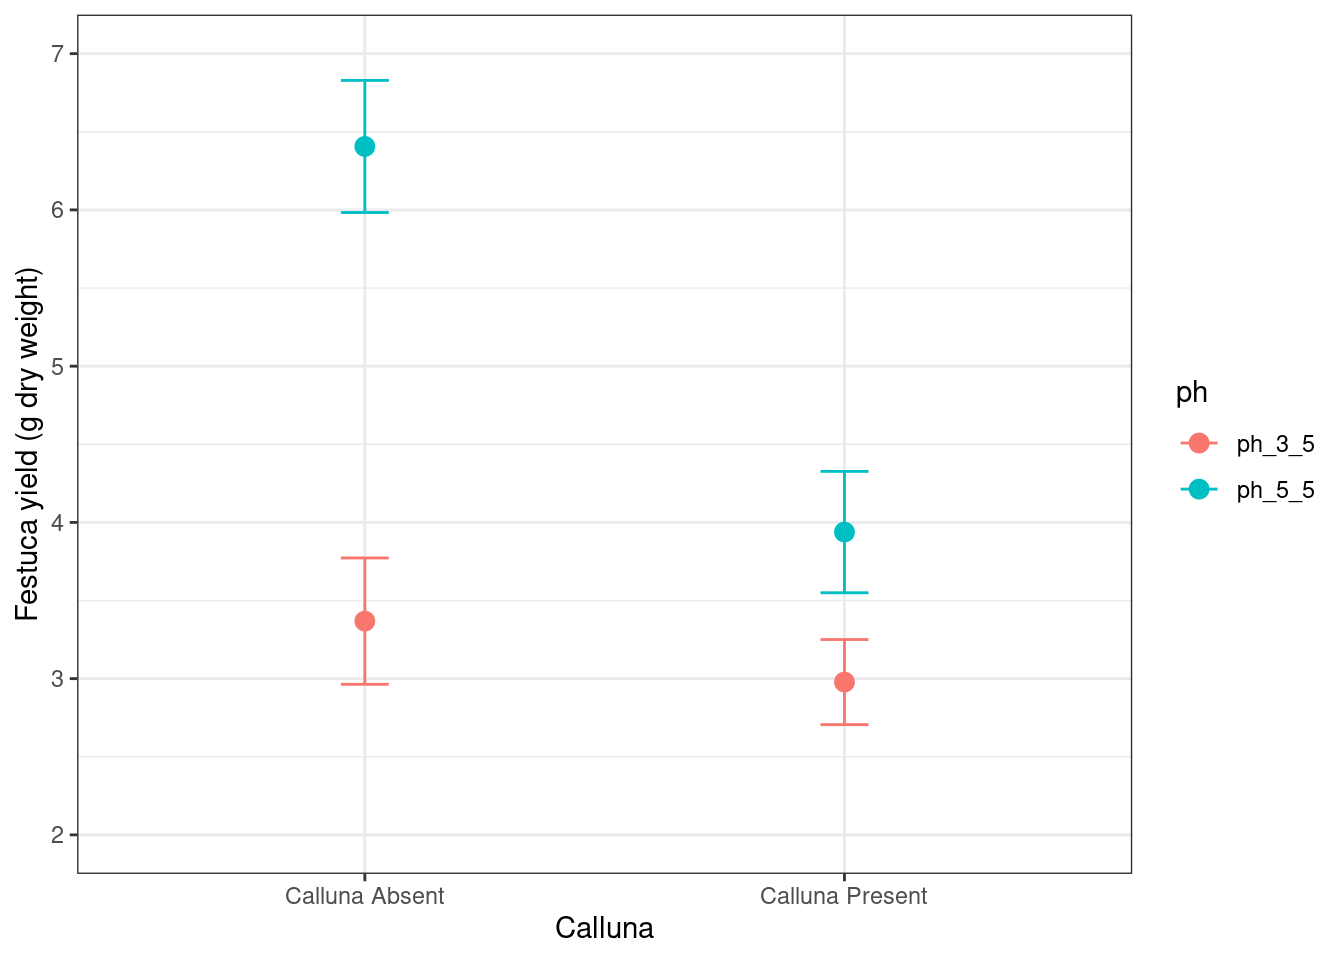 Festuca yield (g dry weight)
7
6
5
4
3
2
Calluna Absent
Calluna Present
Calluna
ph
ph_3_5
ph_5_5